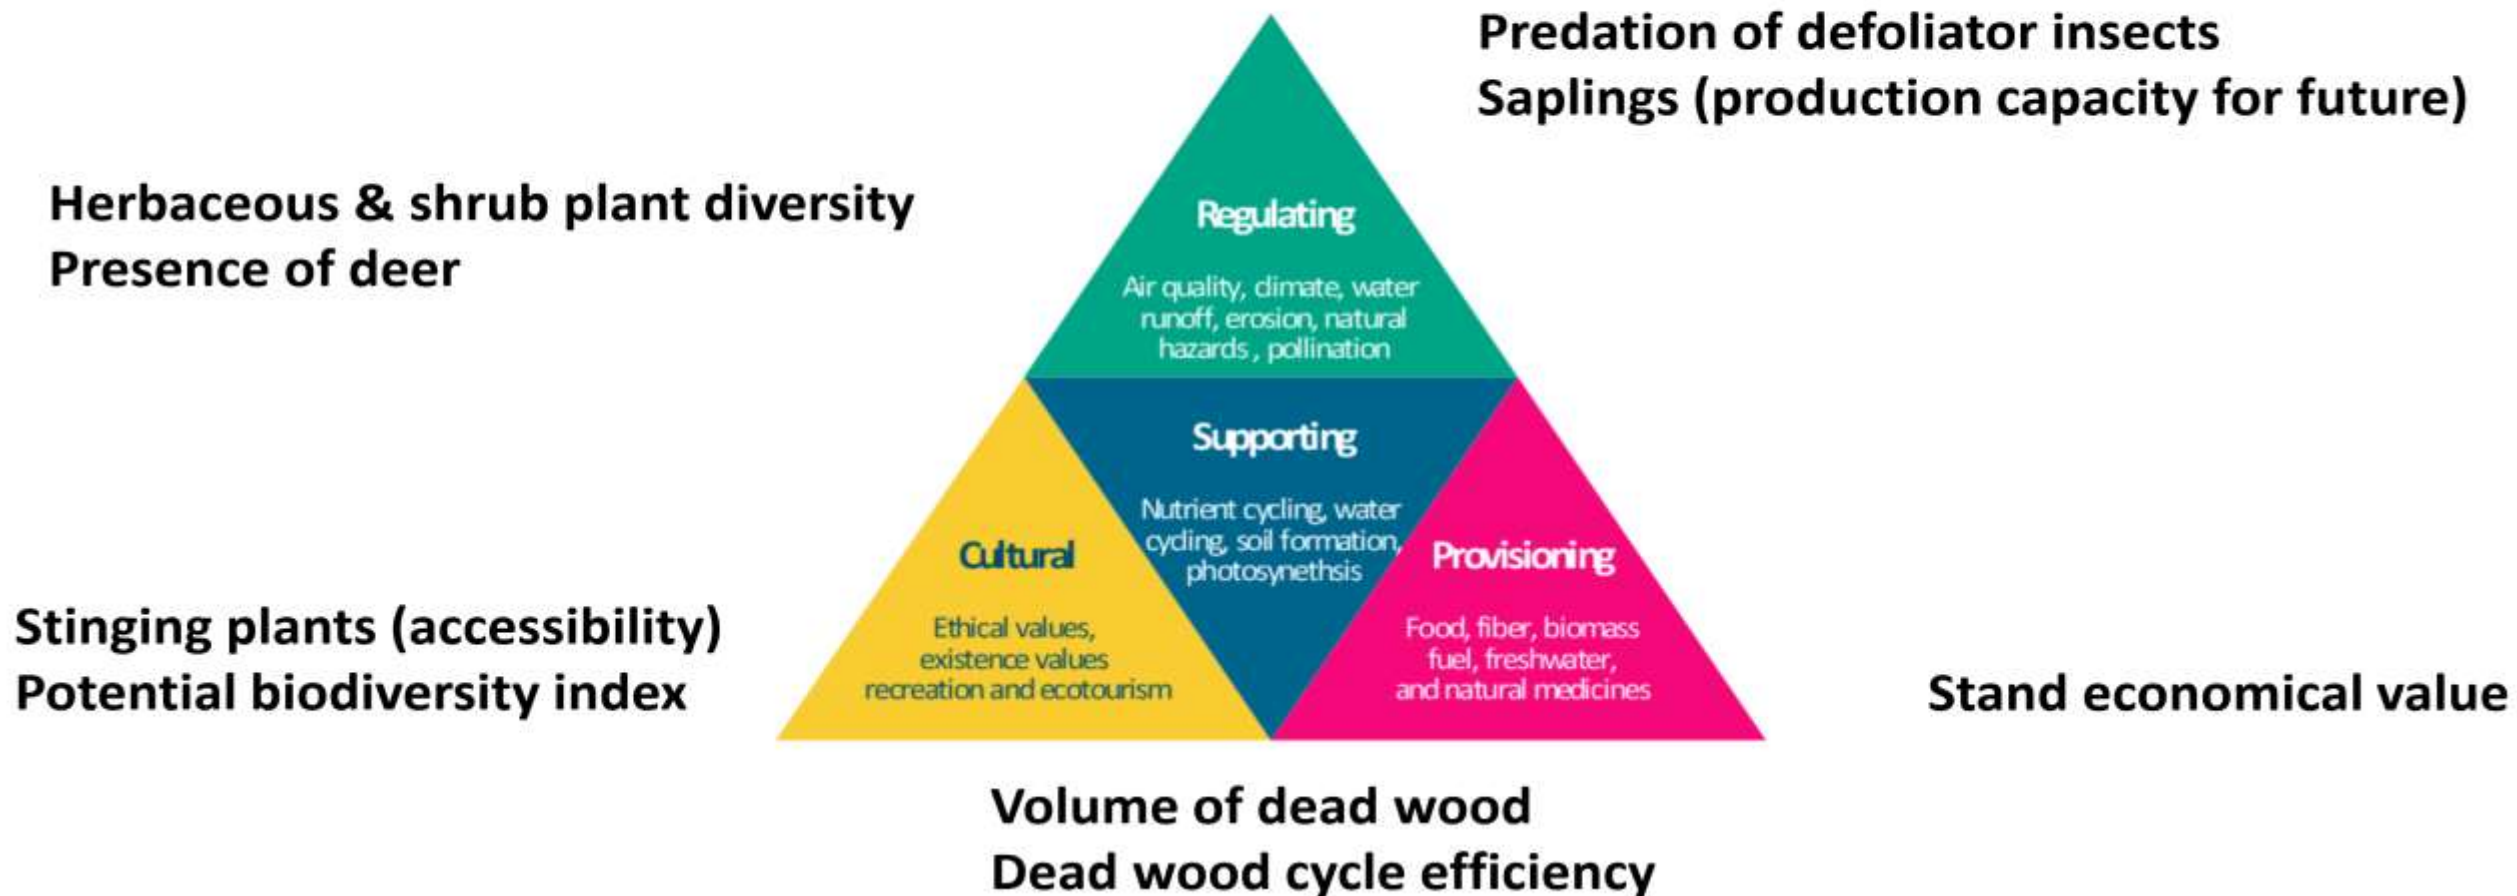 Predation of defoliator insects
Saplings (production capacity for future)
Herbaceous & shrub plant diversity
Presence of deer
Regulating
Air quality, climate, water
runoff, erosion, natural
hazards , pollination
Supporting
Nutrient cycling, water
cycling, soil formation,
photosynethsis
Cultural
Ethical values,
existence values
recreation and ecotourism
Provisioning
Food, fiber, biomass
fuel, freshwater,
and natural medicines
Stinging plants (accessibility)
Potential biodiversity index
Stand economical value
Volume of dead wood
Dead wood cycle efficiency